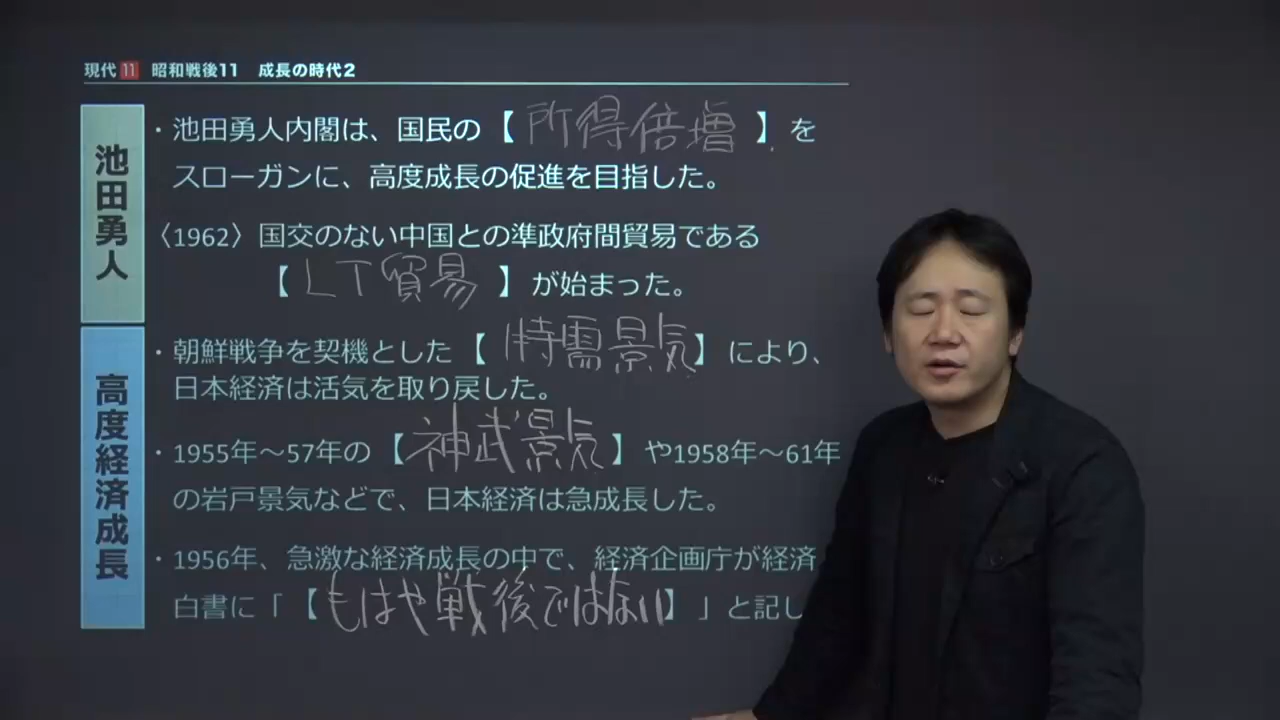 現代 11 昭和戦後11 成長の時代2
池田勇人
・池田勇人内閣は、国民の【所得倍増】を
スローガンに、高度成長の促進を目指した。
〈1962〉国交のない中国との準政府間貿易である
【LT貿易】が始まった。
高度経済成長
・朝鮮戦争を契機とした【特需景気】により、
日本経済は活気を取り戻した。
・1955年～57年の【神武景気】や1958年～61年
の岩戸景気などで、日本経済は急成長した。
・1956年、急激な経済成長の中で、経済企画庁が経済
白書に「【もはや戦後ではない】」と記し